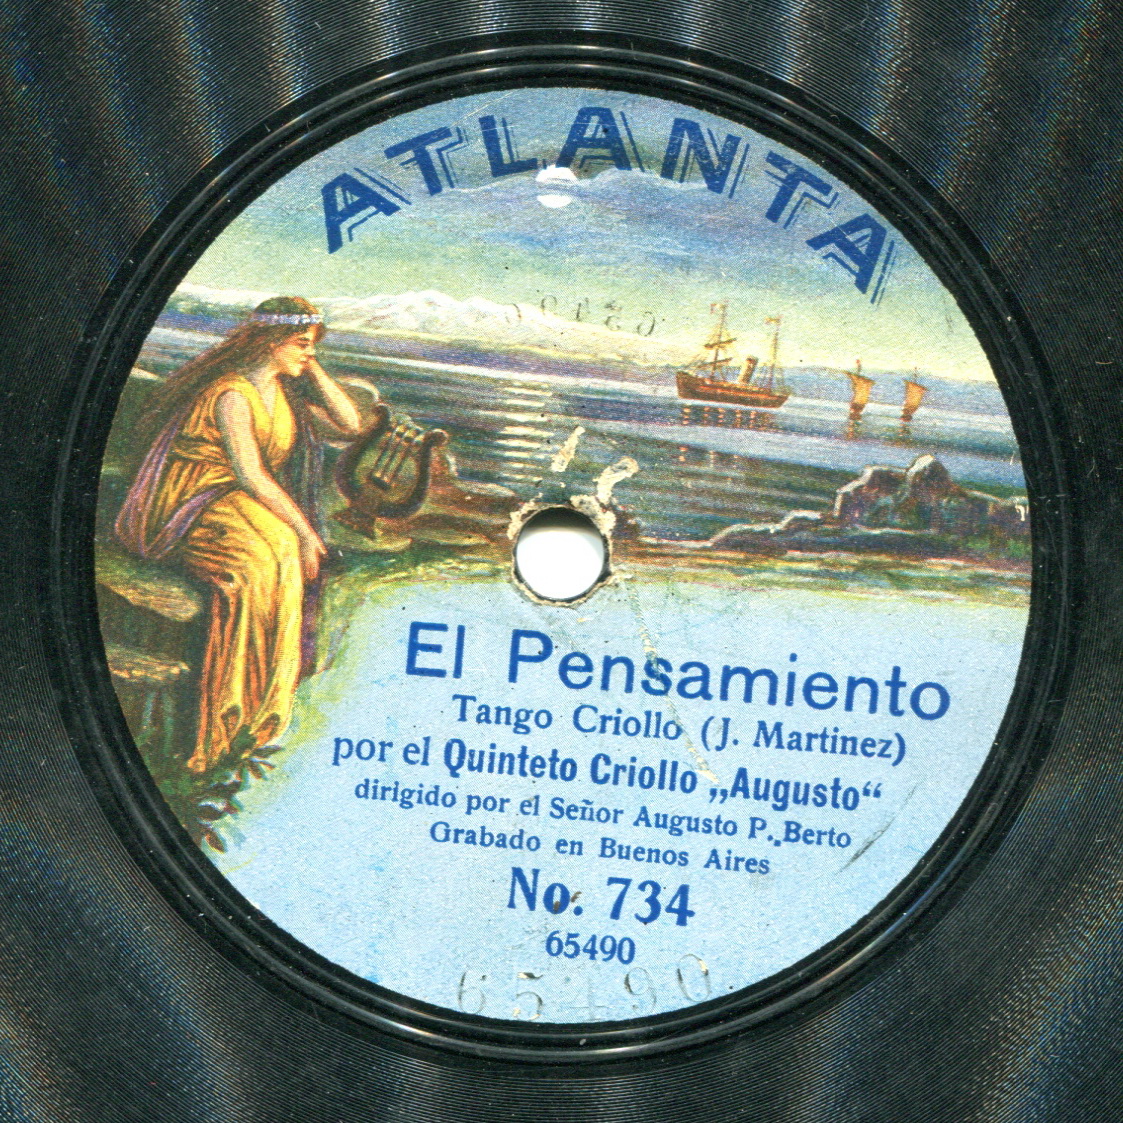 ATLANTA
65490
El Pensamiento
Tango Criollo (J. Martinez)
por el Quinteto Criollo „Augusto“
dirigido por el Señor Augusto P. Berto
Grabado en Buenos Aires
No. 734
65490
65490